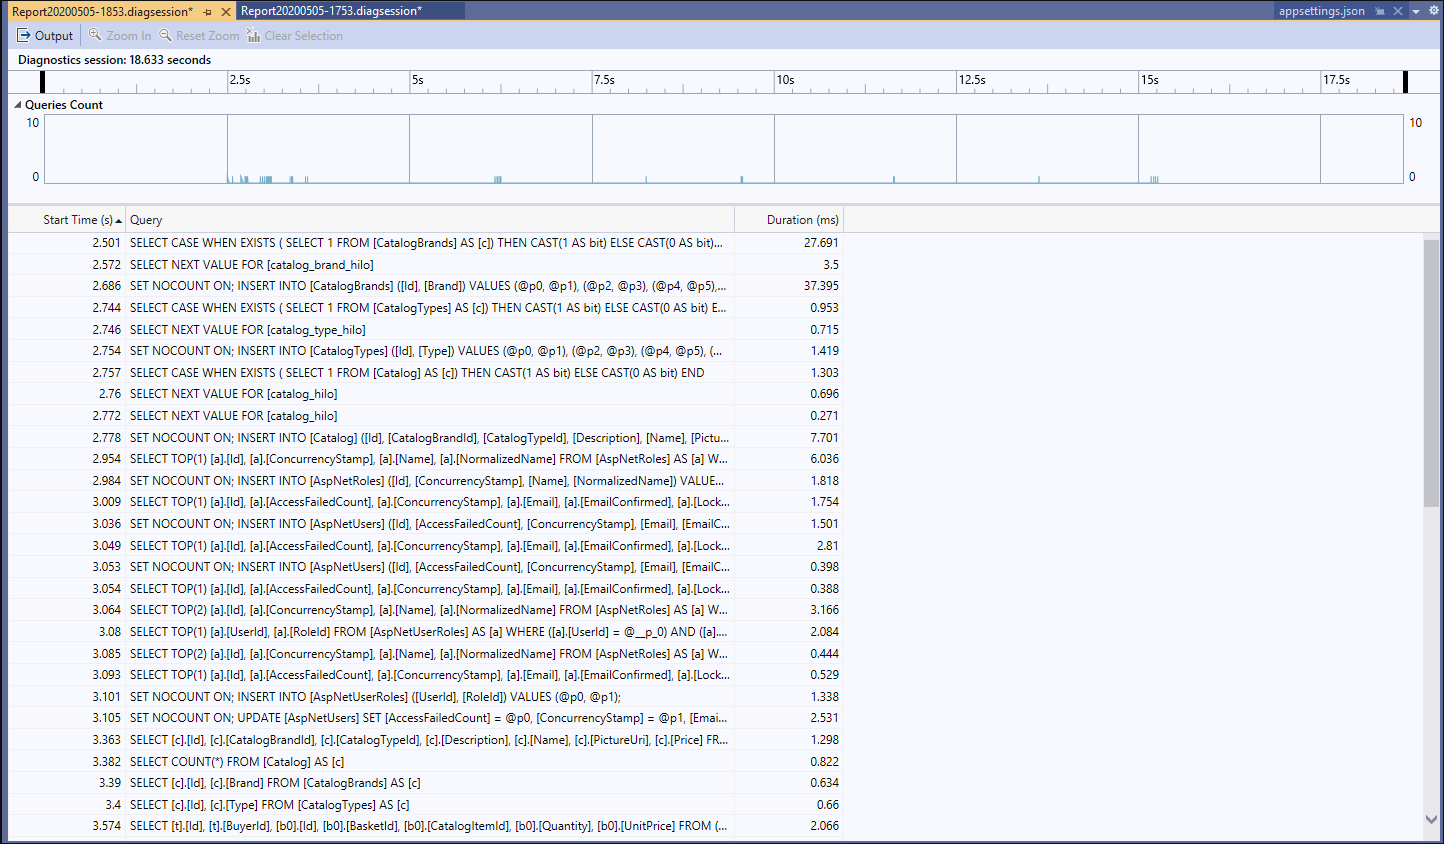 Report20200505-1853.diagsession* Report20200505-1753.diagsession* appsettings.json
Output Zoom In Reset Zoom Clear Selection
Diagnostics session: 18.633 seconds
2.5s 5s 7.5s 10s 12.5s 15s 17.5s
Queries Count
10 10
0 0
Start Time (s) Query Duration (ms)
2.501 SELECT CASE WHEN EXISTS ( SELECT 1 FROM [CatalogBrands] AS [c]) THEN CAST(1 AS bit) ELSE CAST(0 AS bit)... 27.691
2.572 SELECT NEXT VALUE FOR [catalog_brand_hilo] 3.5
2.686 SET NOCOUNT ON; INSERT INTO [CatalogBrands] ([Id], [Brand]) VALUES (@p0, @p1), (@p2, @p3), (@p4, @p5),... 37.395
2.744 SELECT CASE WHEN EXISTS ( SELECT 1 FROM [CatalogTypes] AS [c]) THEN CAST(1 AS bit) ELSE CAST(0 AS bit) E... 0.953
2.746 SELECT NEXT VALUE FOR [catalog_type_hilo] 0.715
2.754 SET NOCOUNT ON; INSERT INTO [CatalogTypes] ([Id], [Type]) VALUES (@p0, @p1), (@p2, @p3), (@p4, @p5), (... 1.419
2.757 SELECT CASE WHEN EXISTS ( SELECT 1 FROM [Catalog] AS [c]) THEN CAST(1 AS bit) ELSE CAST(0 AS bit) END 1.303
2.76 SELECT NEXT VALUE FOR [catalog_hilo] 0.696
2.772 SELECT NEXT VALUE FOR [catalog_hilo] 0.271
2.778 SET NOCOUNT ON; INSERT INTO [Catalog] ([Id], [CatalogBrandId], [CatalogTypeId], [Description], [Name], [Pictu... 7.701
2.954 SELECT TOP(1) [a].[Id], [a].[ConcurrencyStamp], [a].[Name], [a].[NormalizedName] FROM [AspNetRoles] AS [a] W... 6.036
2.984 SET NOCOUNT ON; INSERT INTO [AspNetRoles] ([Id], [ConcurrencyStamp], [Name], [NormalizedName]) VALUE... 1.818
3.009 SELECT TOP(1) [a].[Id], [a].[AccessFailedCount], [a].[ConcurrencyStamp], [a].[Email], [a].[EmailConfirmed], [a].[Lock... 1.754
3.036 SET NOCOUNT ON; INSERT INTO [AspNetUsers] ([Id], [AccessFailedCount], [ConcurrencyStamp], [Email], [EmailC... 1.501
3.049 SELECT TOP(1) [a].[Id], [a].[AccessFailedCount], [a].[ConcurrencyStamp], [a].[Email], [a].[EmailConfirmed], [a].[Lock... 2.81
3.053 SET NOCOUNT ON; INSERT INTO [AspNetUsers] ([Id], [AccessFailedCount], [ConcurrencyStamp], [Email], [EmailC... 0.398
3.054 SELECT TOP(1) [a].[Id], [a].[AccessFailedCount], [a].[ConcurrencyStamp], [a].[Email], [a].[EmailConfirmed], [a].[Lock... 0.388
3.064 SELECT TOP(2) [a].[Id], [a].[ConcurrencyStamp], [a].[Name], [a].[NormalizedName] FROM [AspNetRoles] AS [a] W... 3.166
3.08 SELECT TOP(1) [a].[UserId], [a].[RoleId] FROM [AspNetUserRoles] AS [a] WHERE ([a].[UserId] = @__p_0) AND ([a].... 2.084
3.085 SELECT TOP(2) [a].[Id], [a].[ConcurrencyStamp], [a].[Name], [a].[NormalizedName] FROM [AspNetRoles] AS [a] W... 0.444
3.093 SELECT TOP(1) [a].[Id], [a].[AccessFailedCount], [a].[ConcurrencyStamp], [a].[Email], [a].[EmailConfirmed], [a].[Lock... 0.529
3.101 SET NOCOUNT ON; INSERT INTO [AspNetUserRoles] ([UserId], [RoleId]) VALUES (@p0, @p1); 1.338
3.105 SET NOCOUNT ON; UPDATE [AspNetUsers] SET [AccessFailedCount] = @p0, [ConcurrencyStamp] = @p1, [Emai... 2.531
3.363 SELECT [c].[Id], [c].[CatalogBrandId], [c].[CatalogTypeId], [c].[Description], [c].[Name], [c].[PictureUri], [c].[Price] FR... 1.298
3.382 SELECT COUNT(*) FROM [Catalog] AS [c] 0.822
3.39 SELECT [c].[Id], [c].[Brand] FROM [CatalogBrands] AS [c] 0.634
3.4 SELECT [c].[Id], [c].[Type] FROM [CatalogTypes] AS [c] 0.66
3.574 SELECT [t].[Id], [t].[BuyerId], [b0].[Id], [b0].[BasketId], [b0].[CatalogItemId], [b0].[Quantity], [b0].[UnitPrice] FROM (... 2.066